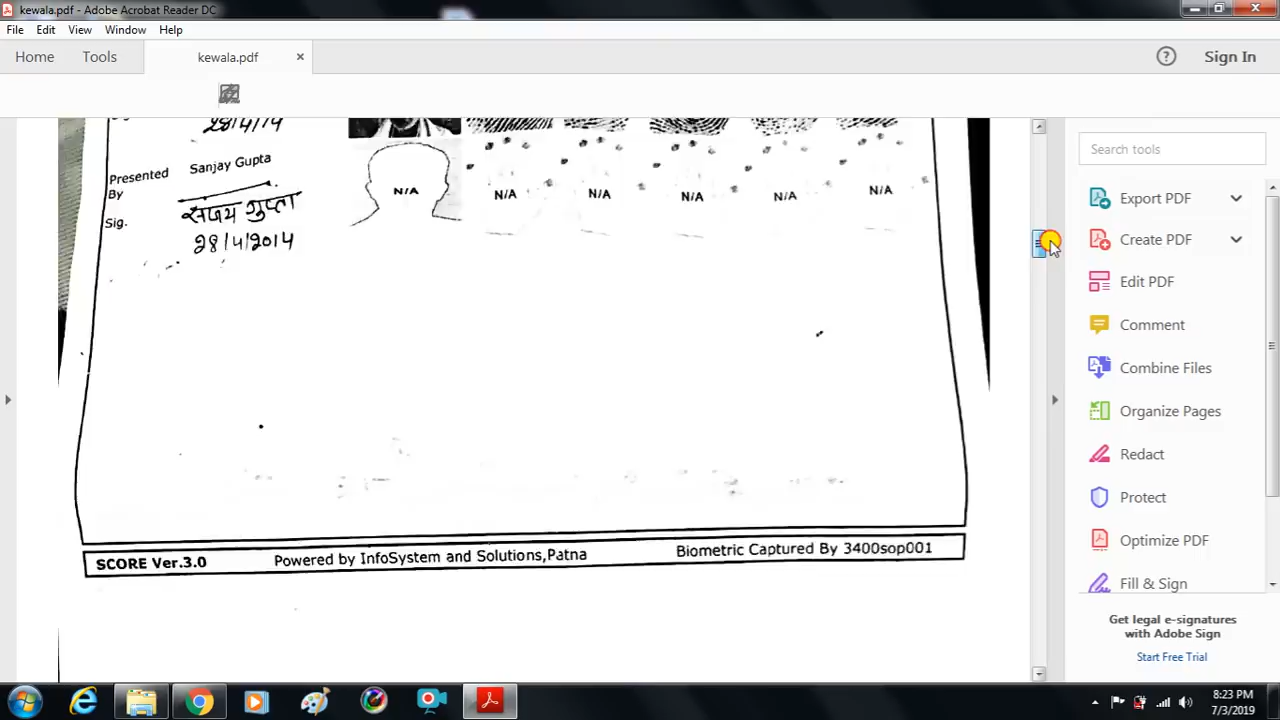 kewala.pdf - Adobe Acrobat Reader DC
File Edit View Window Help
Home Tools kewala.pdf × ? Sign In
28/4/14
Presented By Sanjay Gupta
Sig. संजय गुप्ता
28/4/2014
N/A N/A N/A N/A N/A N/A
SCORE Ver.3.0 Powered by InfoSystem and Solutions,Patna Biometric Captured By 3400sop001
Search tools
Export PDF
Create PDF
Edit PDF
Comment
Combine Files
Organize Pages
Redact
Protect
Optimize PDF
Fill & Sign
Get legal e-signatures
with Adobe Sign
Start Free Trial
8:23 PM
7/3/2019